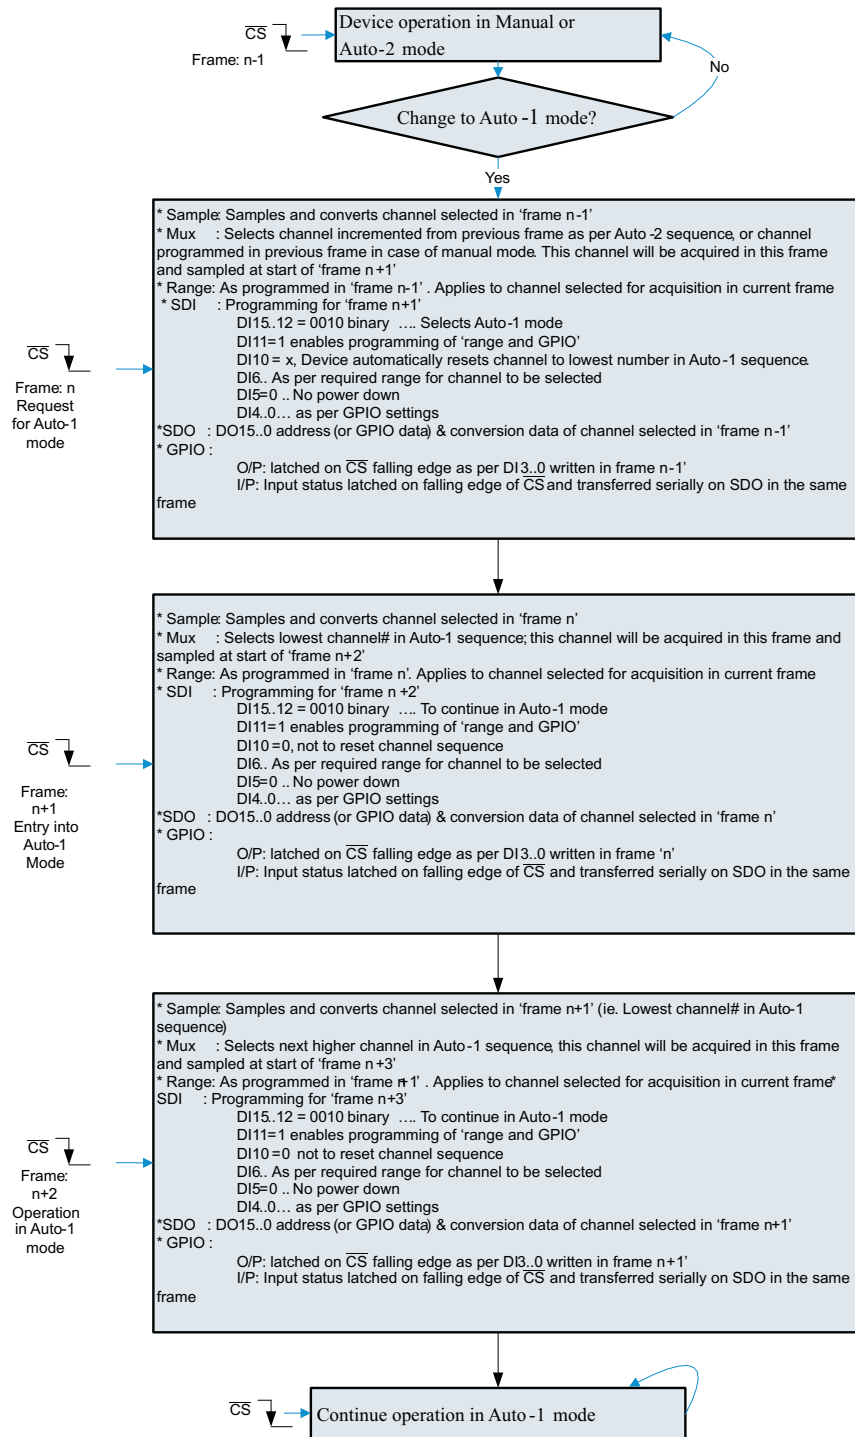 Device operation in Manual or
Auto-2 mode
CS
Frame: n-1
No
Change to Auto -1 mode?
Yes
* Sample: Samples and converts channel selected in ‘frame n-1’
* Mux : Selects channel incremented from previous frame as per Auto -2 sequence, or channel
programmed in previous frame in case of manual mode. This channel will be acquired in this frame
and sampled at start of ‘frame n+1’
* Range: As programmed in ‘frame n-1’ . Applies to channel selected for acquisition in current frame
* SDI : Programming for ‘frame n+1’
DI15..12 = 0010 binary …. Selects Auto-1 mode
DI11=1 enables programming of ‘range and GPIO’
DI10 = x, Device automatically resets channel to lowest number in Auto-1 sequence.
DI6.. As per required range for channel to be selected
DI5=0 .. No power down
DI4..0… as per GPIO settings
*SDO : DO15..0 address (or GPIO data) & conversion data of channel selected in ‘frame n-1’
* GPIO :
O/P: latched on CS falling edge as per DI3..0 written in frame n-1’
I/P: Input status latched on falling edge of CS and transferred serially on SDO in the same
frame
CS
Frame: n
Request
for Auto-1
mode
* Sample: Samples and converts channel selected in ‘frame n’
* Mux : Selects lowest channel# in Auto-1 sequence; this channel will be acquired in this frame and
sampled at start of ‘frame n+2’
* Range: As programmed in ‘frame n’. Applies to channel selected for acquisition in current frame
* SDI : Programming for ‘frame n +2’
DI15..12 = 0010 binary …. To continue in Auto-1 mode
DI11=1 enables programming of ‘range and GPIO’
DI10 =0, not to reset channel sequence
DI6.. As per required range for channel to be selected
DI5=0 .. No power down
DI4..0… as per GPIO settings
*SDO : DO15..0 address (or GPIO data) & conversion data of channel selected in ‘frame n’
* GPIO :
O/P: latched on CS falling edge as per DI3..0 written in frame ‘n’
I/P: Input status latched on falling edge of CS and transferred serially on SDO in the same
frame
CS
Frame:
n+1
Entry into
Auto-1
Mode
* Sample: Samples and converts channel selected in ‘frame n+1’ (ie. Lowest channel# in Auto-1
sequence)
* Mux : Selects next higher channel in Auto-1 sequence, this channel will be acquired in this frame
and sampled at start of ‘frame n+3’
* Range: As programmed in ‘frame n+1’ . Applies to channel selected for acquisition in current frame*
SDI : Programming for ‘frame n+3’
DI15..12 = 0010 binary …. To continue in Auto-1 mode
DI11=1 enables programming of ‘range and GPIO’
DI10 =0 not to reset channel sequence
DI6.. As per required range for channel to be selected
DI5=0 .. No power down
DI4..0… as per GPIO settings
*SDO : DO15..0 address (or GPIO data) & conversion data of channel selected in ‘frame n+1’
* GPIO :
O/P: latched on CS falling edge as per DI3..0 written in frame n+1’
I/P: Input status latched on falling edge of CS and transferred serially on SDO in the same
frame
CS
Frame:
n+2
Operation
in Auto-1
mode
CS
Continue operation in Auto -1 mode